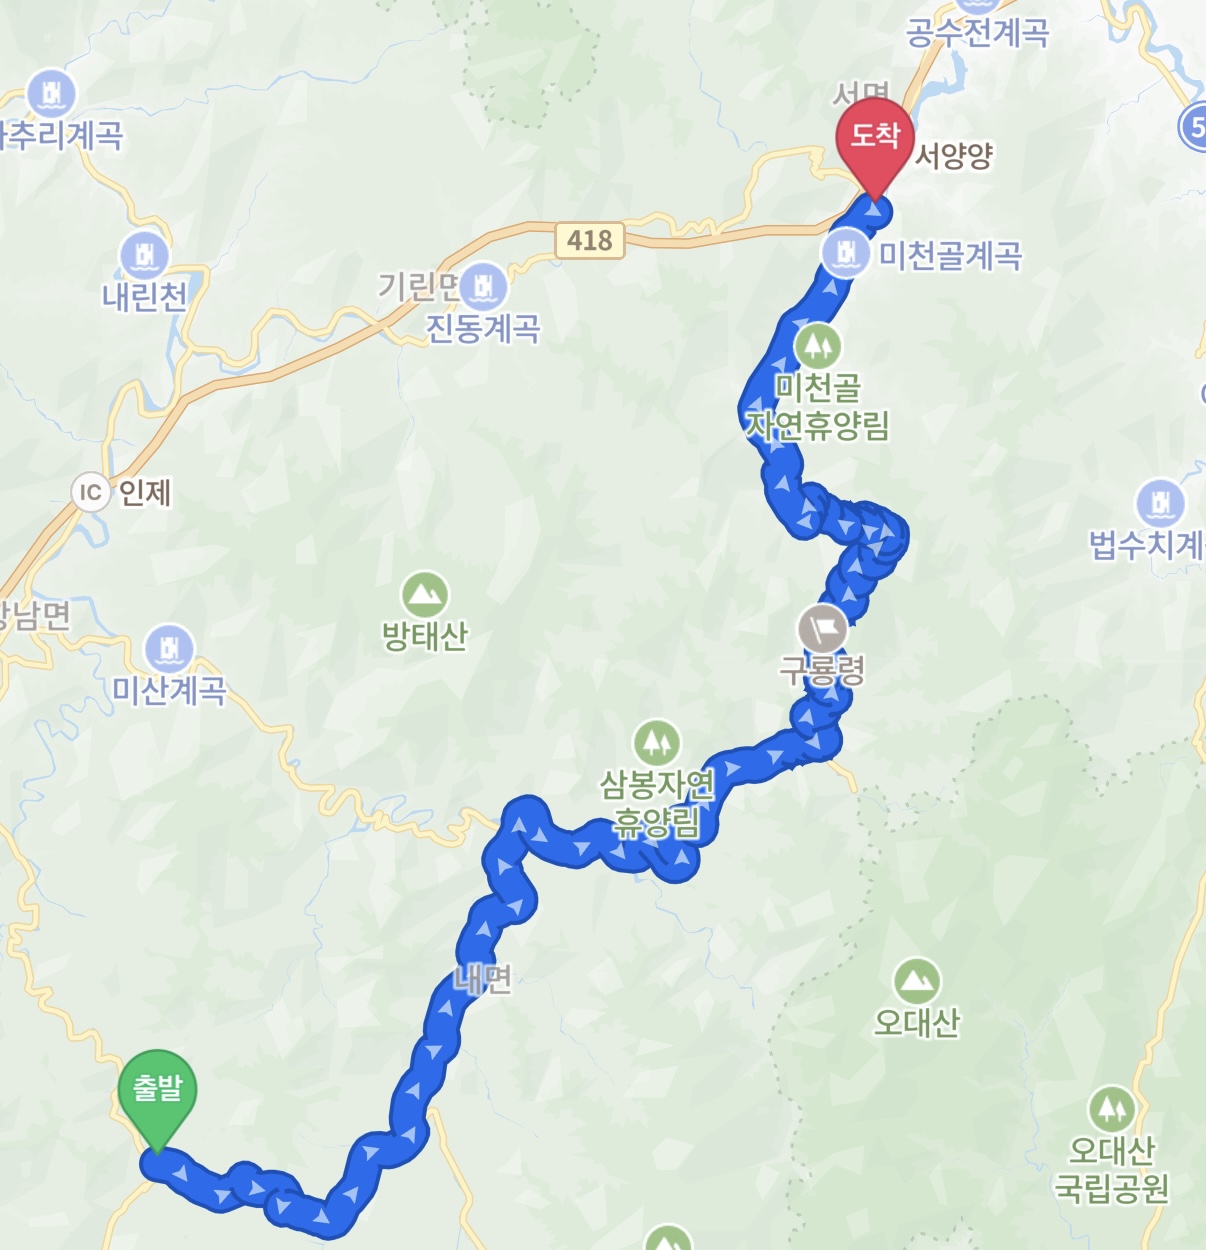 공수전계곡
서면
도착
서양양
추리계곡
418
미천골계곡
내린천
기린면
진동계곡
미천골
자연휴양림
IC
인제
5
법수치계
남면
방태산
미산계곡
구룡령
삼봉자연
휴양림
내면
오대산
출발
오대산
국립공원